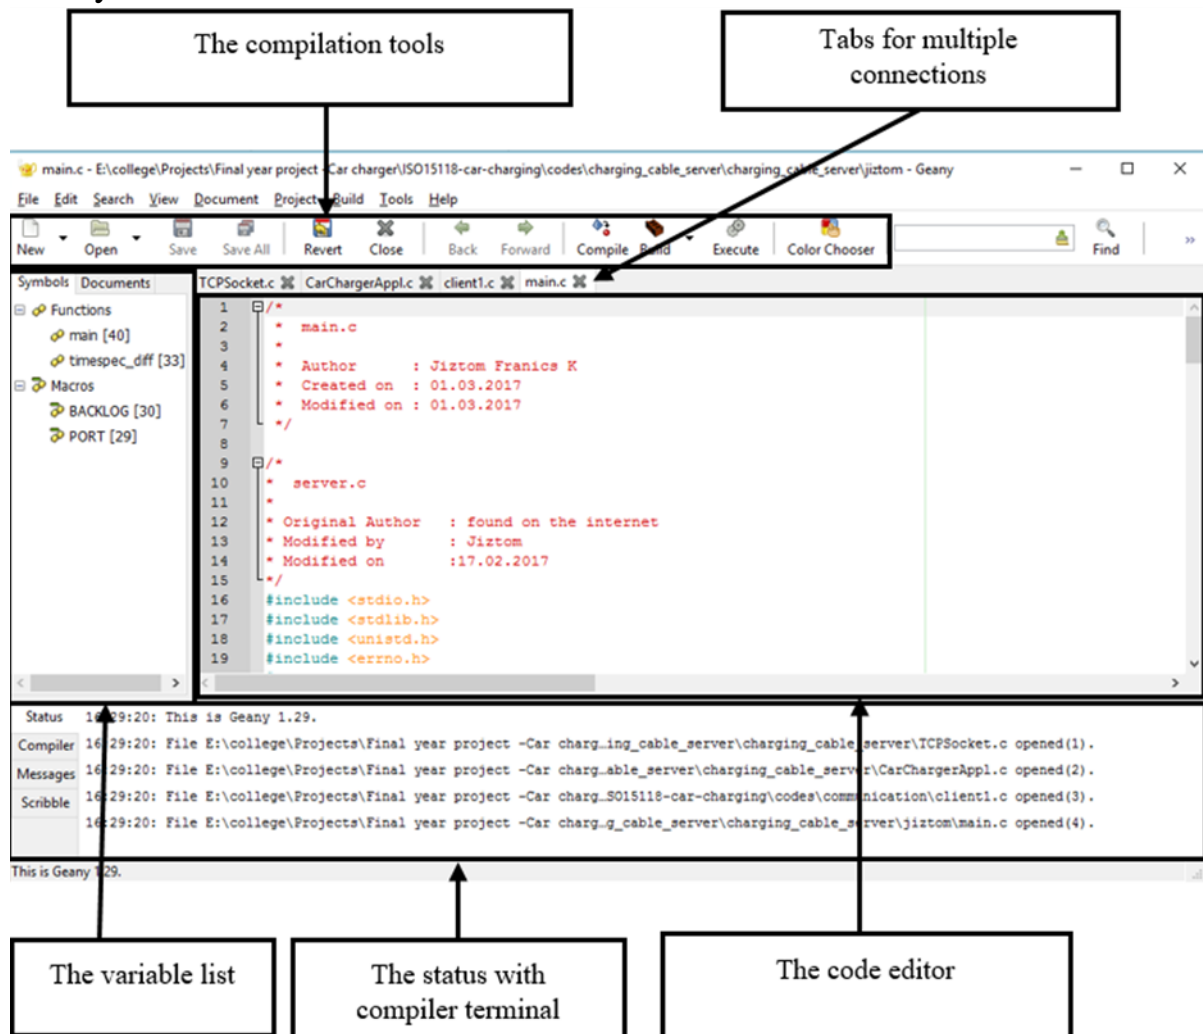 The compilation tools
Tabs for multiple
connections
main.c - E:\college\Projects\Final year project -Car charger\ISO15118-car-charging\codes\charging_cable_server\charging_cable_server\jiztom - Geany
File Edit Search View Document Project Build Tools Help
New Open Save Save All Revert Close Back Forward Compile Build Execute Color Chooser Find »
Symbols Documents TCPSocket.c CarChargerAppl.c client1.c main.c
Functions
main [40]
timespec_diff [33]
Macros
BACKLOG [30]
PORT [29]
1 /*
2 * main.c
3 *
4 * Author : Jiztom Franics K
5 * Created on : 01.03.2017
6 * Modified on : 01.03.2017
7 */
8
9 /*
10 * server.c
11 *
12 * Original Author : found on the internet
13 * Modified by : Jiztom
14 * Modified on :17.02.2017
15 */
16 #include <stdio.h>
17 #include <stdlib.h>
18 #include <unistd.h>
19 #include <errno.h>
Status
Compiler
Messages
Scribble
16:29:20: This is Geany 1.29.
16:29:20: File E:\college\Projects\Final year project -Car charg…ing_cable_server\charging_cable_server\TCPSocket.c opened(1).
16:29:20: File E:\college\Projects\Final year project -Car charg…able_server\charging_cable_server\CarChargerAppl.c opened(2).
16:29:20: File E:\college\Projects\Final year project -Car charg…SO15118-car-charging\codes\communication\client1.c opened(3).
16:29:20: File E:\college\Projects\Final year project -Car charg…g_cable_server\charging_cable_server\jiztom\main.c opened(4).
This is Geany 1.29.
The variable list
The status with
compiler terminal
The code editor